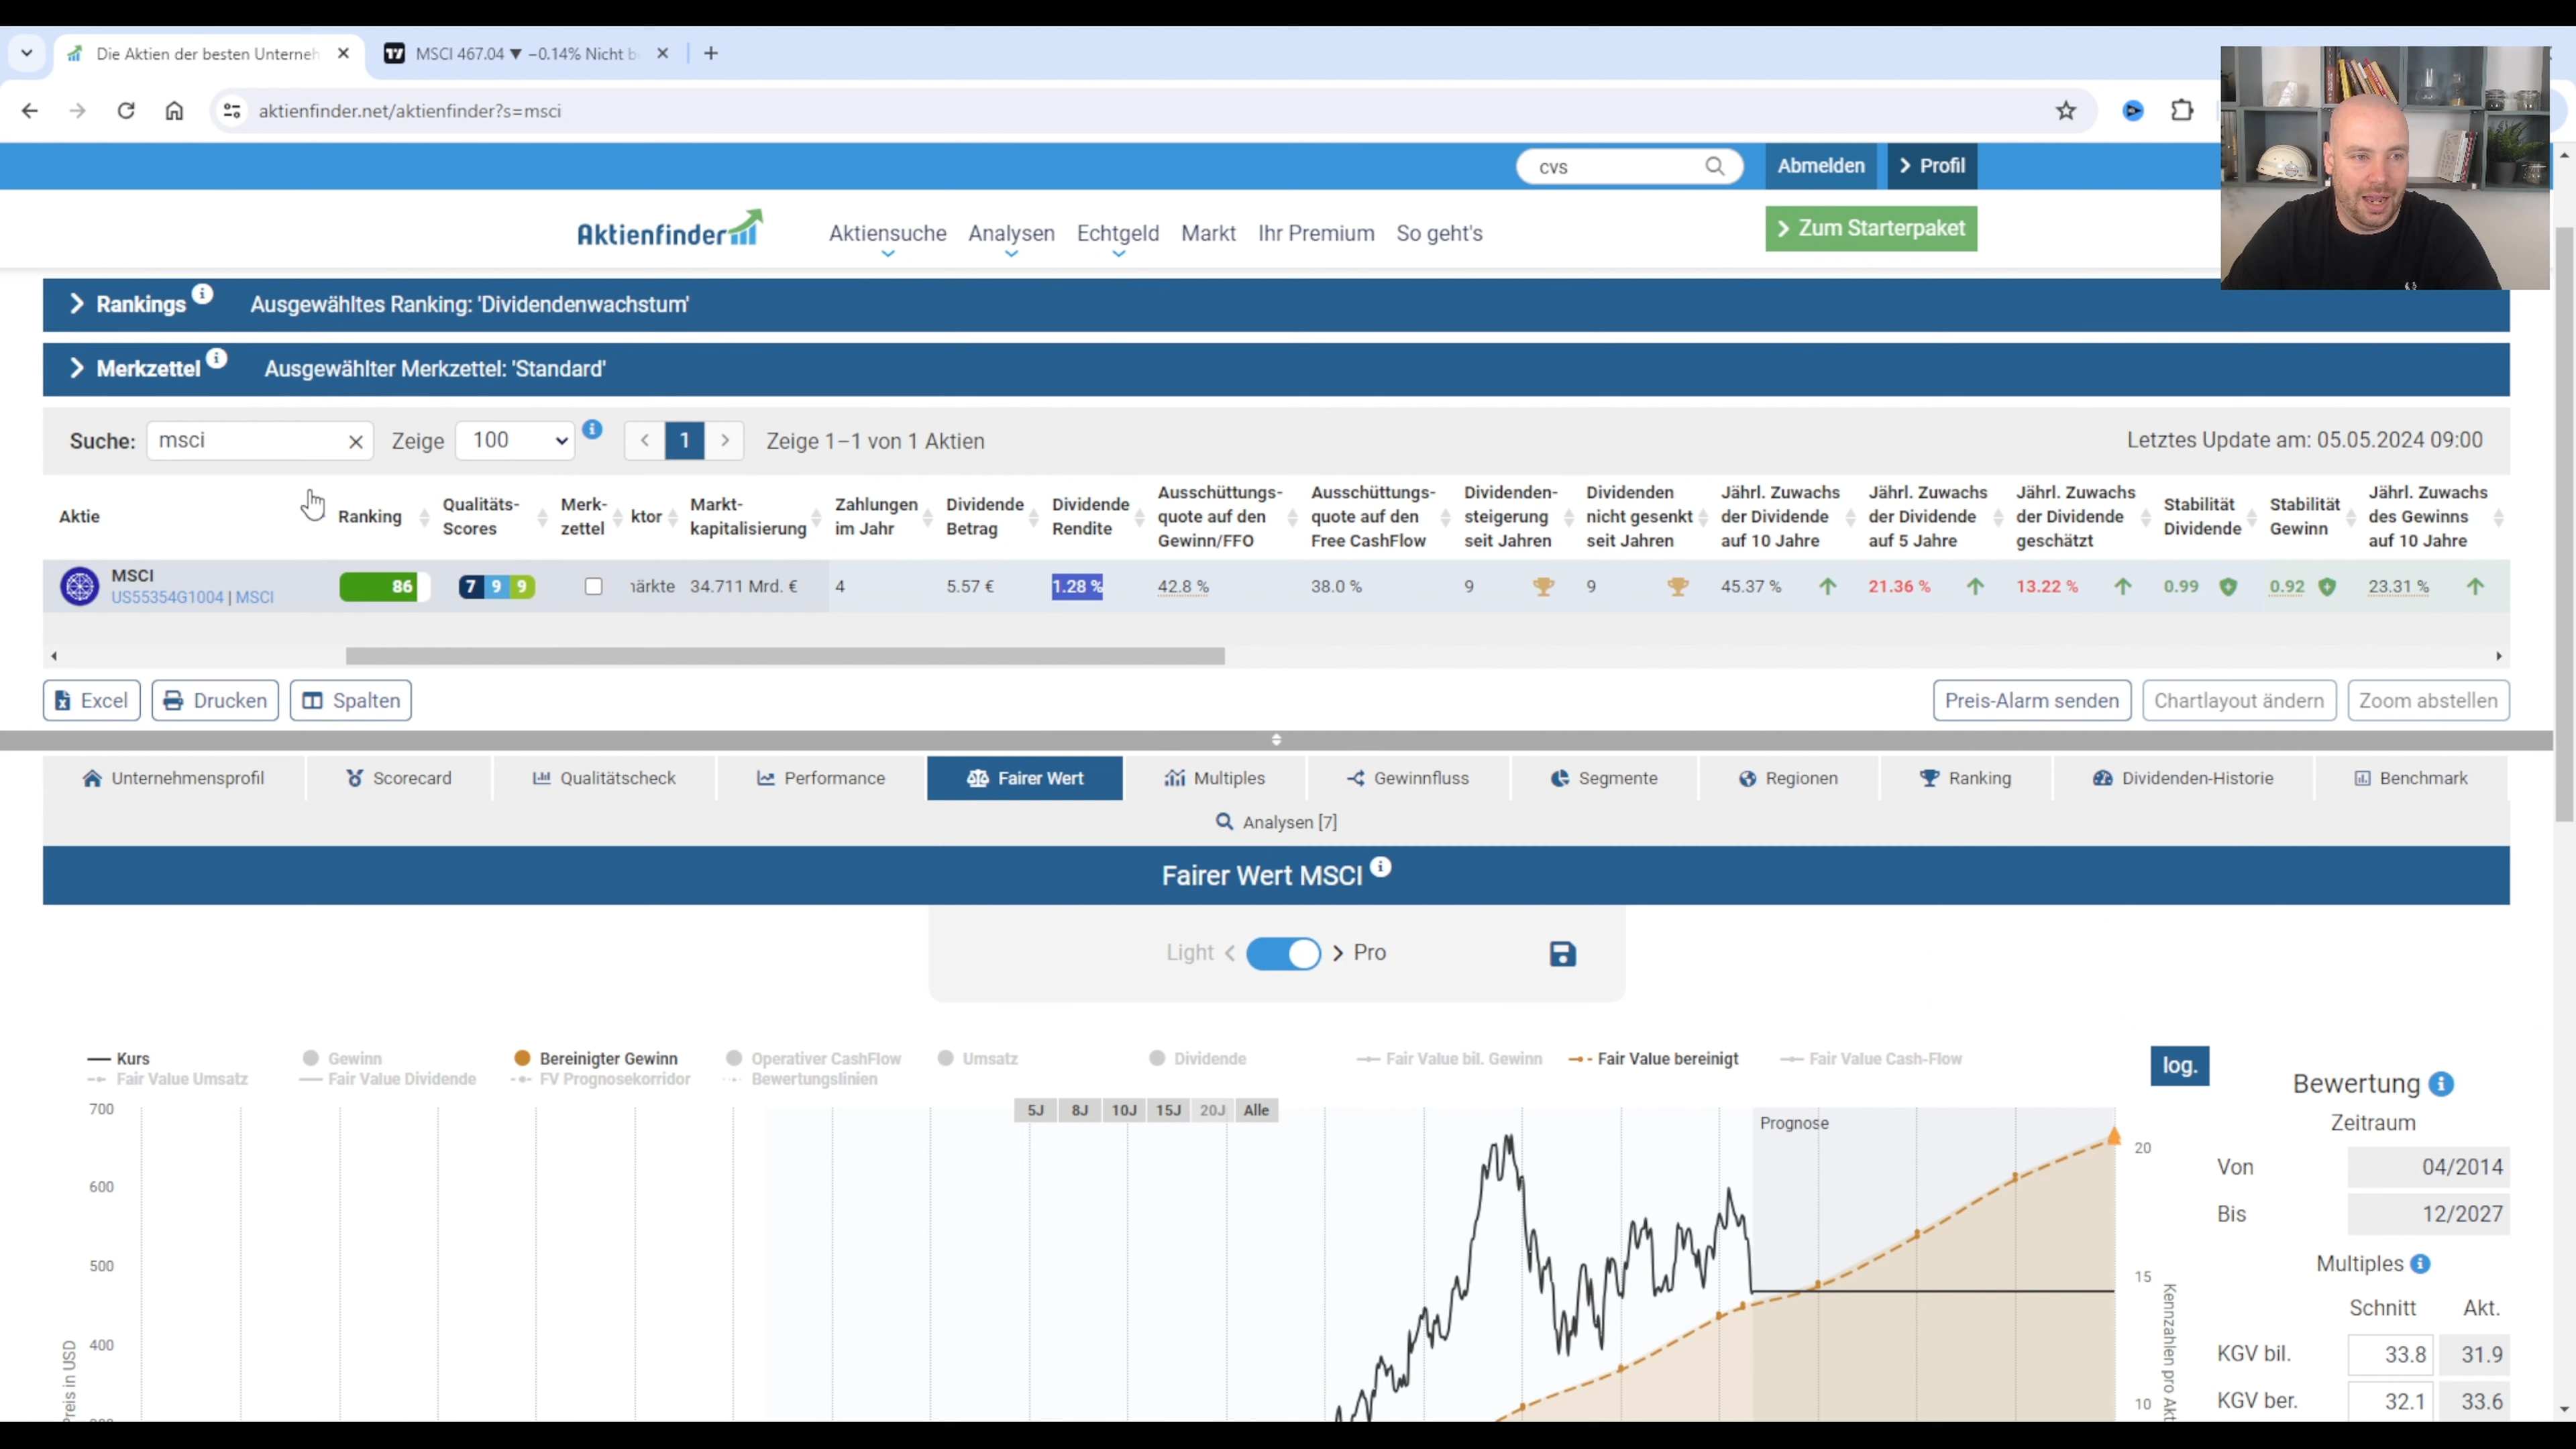 Die Aktien der besten Unterneh
MSCI 467.04 ▼ −0.14% Nicht b
aktienfinder.net/aktienfinder?s=msci
cvs
Abmelden
Profil
Aktienfinder
Aktiensuche
Analysen
Echtgeld
Markt
Ihr Premium
So geht's
Zum Starterpaket
Rankings
Ausgewähltes Ranking: 'Dividendenwachstum'
Merkzettel
Ausgewählter Merkzettel: 'Standard'
Suche:
msci
Zeige
100
1
Zeige 1–1 von 1 Aktien
Letztes Update am: 05.05.2024 09:00
Aktie
Ranking
Qualitäts-
Scores
Merk-
zettel
ktor
Markt-
kapitalisierung
Zahlungen
im Jahr
Dividende
Betrag
Dividende
Rendite
Ausschüttungs-
quote auf den
Gewinn/FFO
Ausschüttungs-
quote auf den
Free CashFlow
Dividenden-
steigerung
seit Jahren
Dividenden
nicht gesenkt
seit Jahren
Jährl. Zuwachs
der Dividende
auf 10 Jahre
Jährl. Zuwachs
der Dividende
auf 5 Jahre
Jährl. Zuwachs
der Dividende
geschätzt
Stabilität
Dividende
Stabilität
Gewinn
Jährl. Zuwachs
des Gewinns
auf 10 Jahre
MSCI
US55354G1004 | MSCI
86
7 9 9
närkte
34.711 Mrd. €
4
5.57 €
1.28 %
42.8 %
38.0 %
9
9
45.37 %
21.36 %
13.22 %
0.99
0.92
23.31 %
Excel
Drucken
Spalten
Preis-Alarm senden
Chartlayout ändern
Zoom abstellen
Unternehmensprofil
Scorecard
Qualitätscheck
Performance
Fairer Wert
Multiples
Gewinnfluss
Segmente
Regionen
Ranking
Dividenden-Historie
Benchmark
Analysen [7]
Fairer Wert MSCI
Light
Pro
Kurs
Gewinn
Bereinigter Gewinn
Operativer CashFlow
Umsatz
Dividende
Fair Value bil. Gewinn
Fair Value bereinigt
Fair Value Cash-Flow
Fair Value Umsatz
Fair Value Dividende
FV Prognosekorridor
Bewertungslinien
log.
5J
8J
10J
15J
20J
Alle
Prognose
700
600
500
400
Preis in USD
20
15
10
Kennzahlen pro Akt
Bewertung
Zeitraum
Von
04/2014
Bis
12/2027
Multiples
Schnitt
Akt.
KGV bil.
33.8
31.9
KGV ber.
32.1
33.6